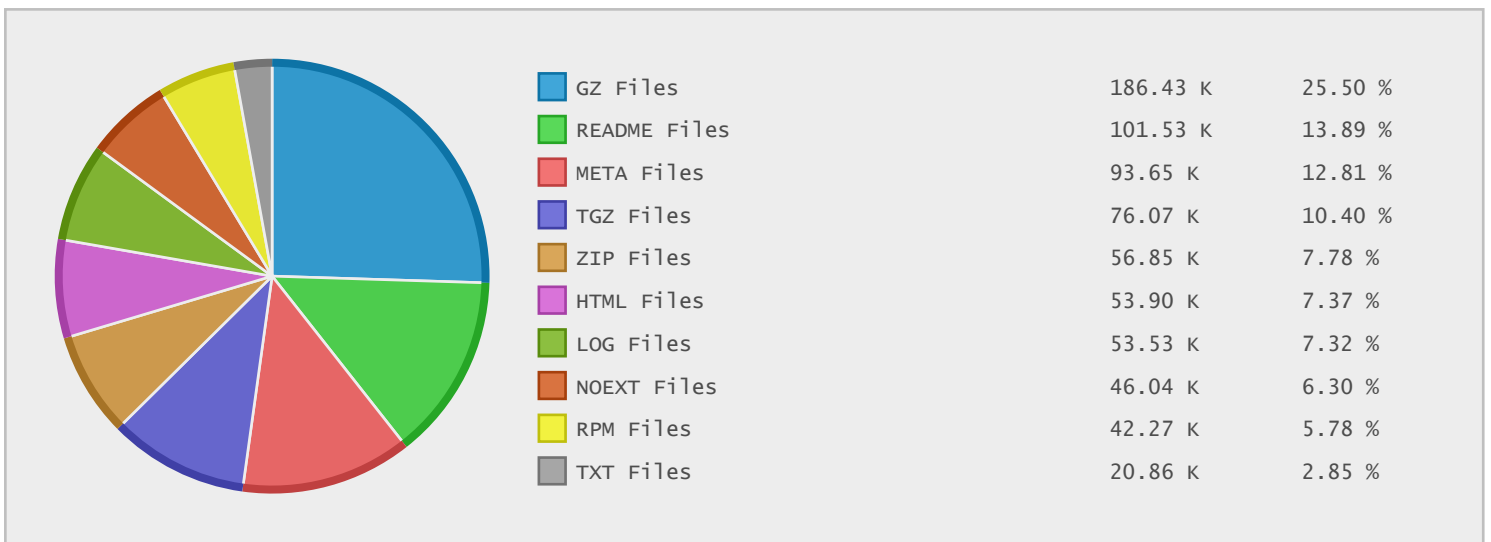 GZ Files 186.43 K 25.50 %
README Files 101.53 K 13.89 %
META Files 93.65 K 12.81 %
TGZ Files 76.07 K 10.40 %
ZIP Files 56.85 K 7.78 %
HTML Files 53.90 K 7.37 %
LOG Files 53.53 K 7.32 %
NOEXT Files 46.04 K 6.30 %
RPM Files 42.27 K 5.78 %
TXT Files 20.86 K 2.85 %